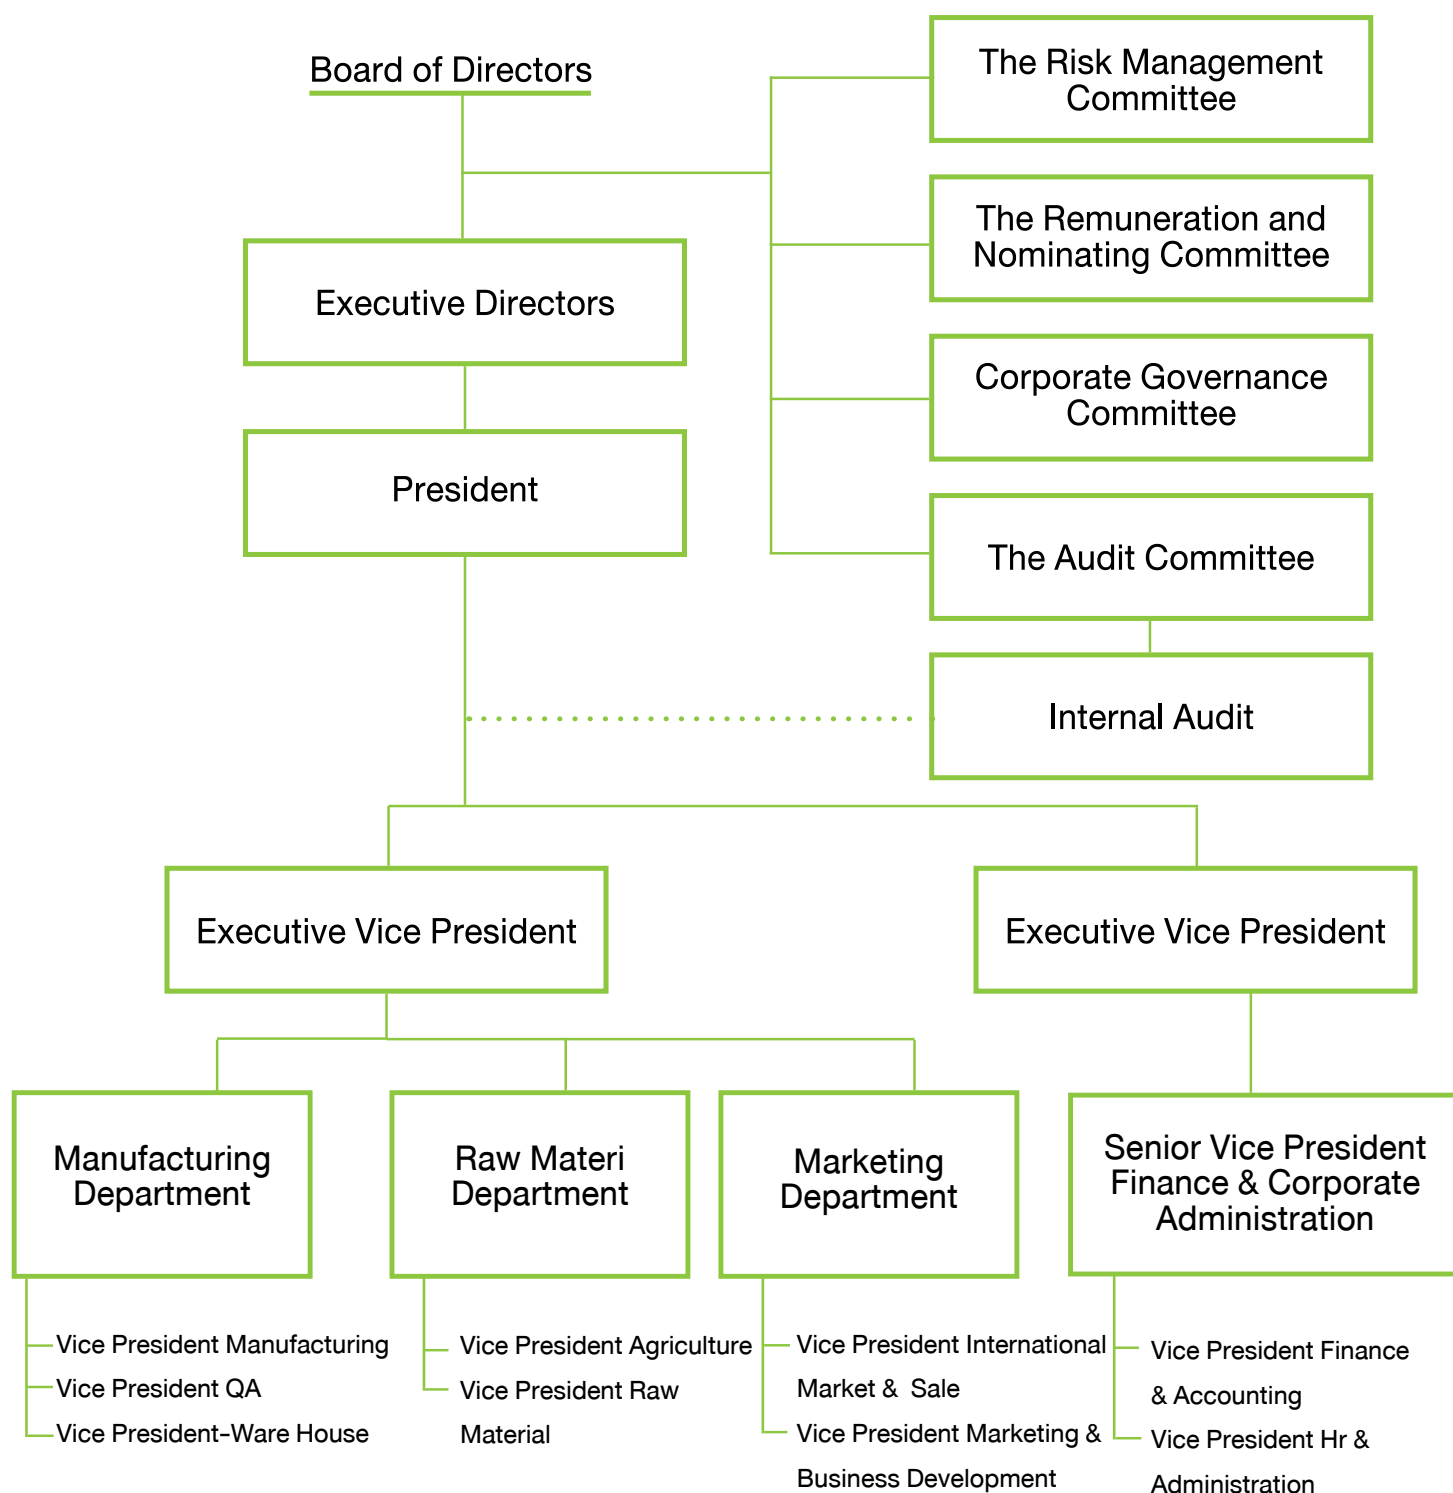 Board of Directors
The Risk Management
Committee
The Remuneration and
Nominating Committee
Executive Directors
Corporate Governance
Committee
President
The Audit Committee
Internal Audit
Executive Vice President
Executive Vice President
Manufacturing
Department
Raw Materi
Department
Marketing
Department
Senior Vice President
Finance & Corporate
Administration
Vice President Manufacturing
Vice President QA
Vice President-Ware House
Vice President Agriculture
Vice President Raw
Material
Vice President International
Market & Sale
Vice President Marketing &
Business Development
Vice President Finance
& Accounting
Vice President Hr &
Administration